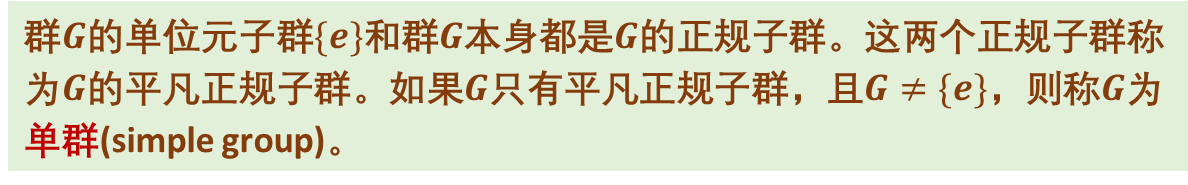 群G的单位元子群{e}和群G本身都是G的正规子群。这两个正规子群称
为G的平凡正规子群。如果G只有平凡正规子群，且G ≠ {e}，则称G为
单群(simple group)。